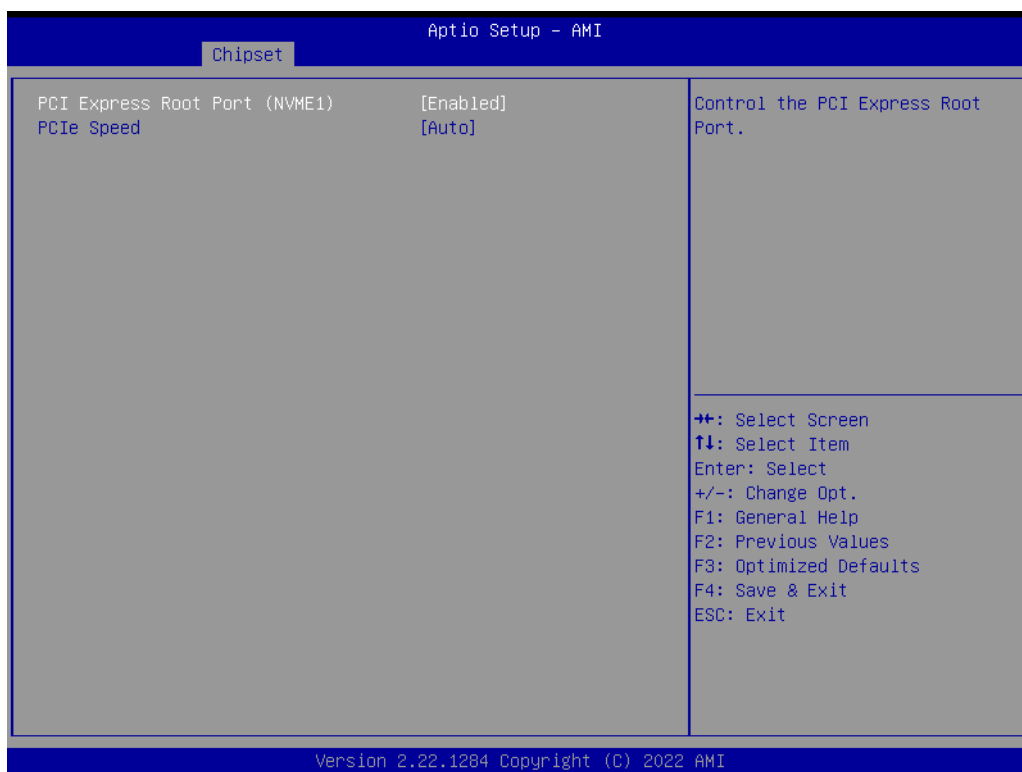 Aptio Setup – AMI
Chipset
PCI Express Root Port (NVME1) [Enabled]
PCIe Speed [Auto]
Control the PCI Express Root
Port.
→←: Select Screen
↑↓: Select Item
Enter: Select
+/-: Change Opt.
F1: General Help
F2: Previous Values
F3: Optimized Defaults
F4: Save & Exit
ESC: Exit
Version 2.22.1284 Copyright (C) 2022 AMI